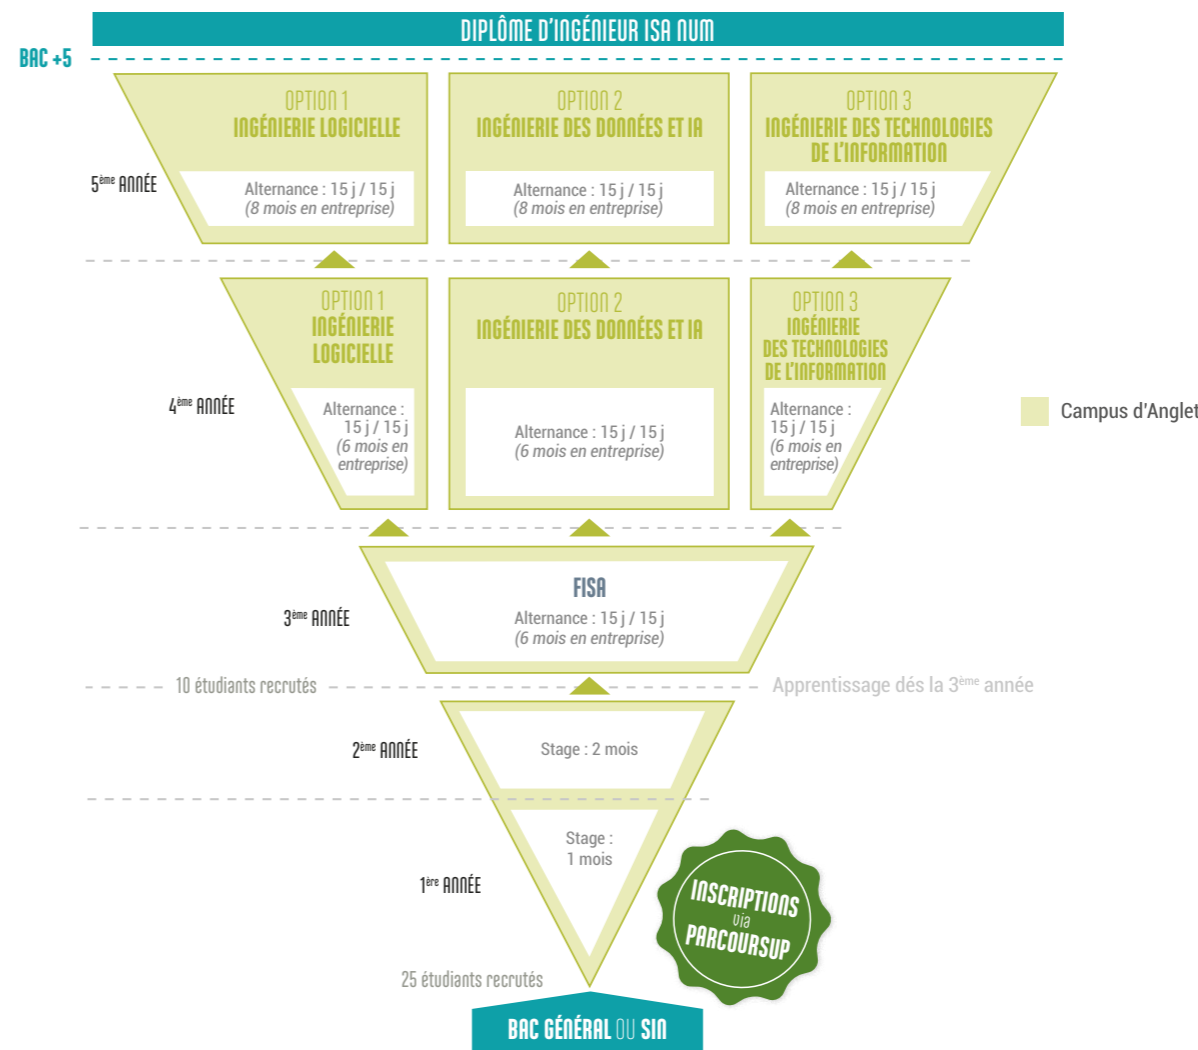 DIPLÔME D'INGÉNIEUR ISA NUM
BAC +5
OPTION 1
INGÉNIERIE LOGICIELLE
Alternance : 15 j / 15 j
(8 mois en entreprise)
OPTION 2
INGÉNIERIE DES DONNÉES ET IA
Alternance : 15 j / 15 j
(8 mois en entreprise)
OPTION 3
INGÉNIERIE DES TECHNOLOGIES
DE L'INFORMATION
Alternance : 15 j / 15 j
(8 mois en entreprise)
5ème ANNÉE
OPTION 1
INGÉNIERIE
LOGICIELLE
Alternance :
15 j / 15 j
(6 mois en
entreprise)
OPTION 2
INGÉNIERIE DES DONNÉES ET IA
Alternance : 15 j / 15 j
(6 mois en entreprise)
OPTION 3
INGÉNIERIE
DES TECHNOLOGIES
DE L'INFORMATION
Alternance :
15 j / 15 j
(6 mois en
entreprise)
4ème ANNÉE
Campus d'Anglet
FISA
Alternance : 15 j / 15 j
(6 mois en entreprise)
3ème ANNÉE
10 étudiants recrutés
Apprentissage dés la 3ème année
2ème ANNÉE
Stage : 2 mois
Stage :
1 mois
1ère ANNÉE
INSCRIPTIONS
via
PARCOURSUP
25 étudiants recrutés
BAC GÉNÉRAL OU SIN